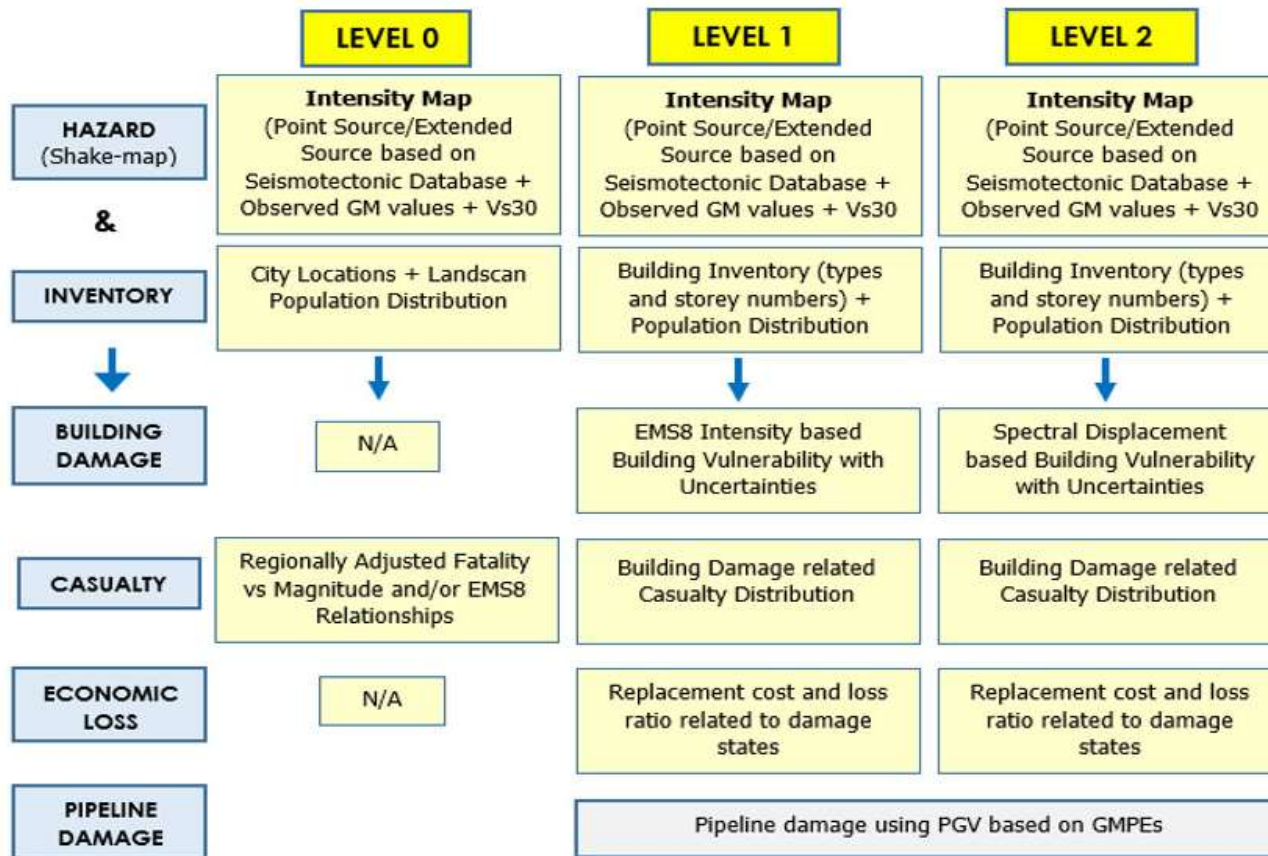 LEVEL 0
LEVEL 1
LEVEL 2
HAZARD
(Shake-map)
&
INVENTORY
Intensity Map
(Point Source/Extended
Source based on
Seismotectonic Database +
Observed GM values + Vs30
Intensity Map
(Point Source/Extended
Source based on
Seismotectonic Database +
Observed GM values + Vs30
Intensity Map
(Point Source/Extended
Source based on
Seismotectonic Database +
Observed GM values + Vs30
City Locations + Landscan
Population Distribution
Building Inventory (types
and storey numbers) +
Population Distribution
Building Inventory (types
and storey numbers) +
Population Distribution
BUILDING
DAMAGE
N/A
EMS8 Intensity based
Building Vulnerability with
Uncertainties
Spectral Displacement
based Building Vulnerability
with Uncertainties
CASUALTY
Regionally Adjusted Fatality
vs Magnitude and/or EMS8
Relationships
Building Damage related
Casualty Distribution
Building Damage related
Casualty Distribution
ECONOMIC
LOSS
N/A
Replacement cost and loss
ratio related to damage
states
Replacement cost and loss
ratio related to damage
states
PIPELINE
DAMAGE
Pipeline damage using PGV based on GMPEs